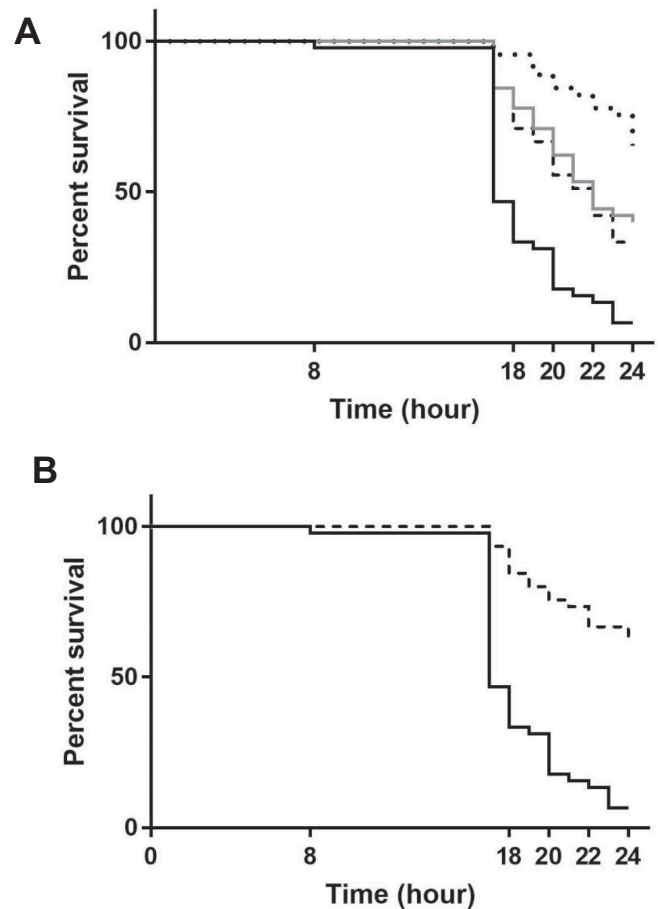 A
Percent survival
100
50
0
8 18 20 22 24
Time (hour)
B
Percent survival
100
50
0
0 8 18 20 22 24
Time (hour)